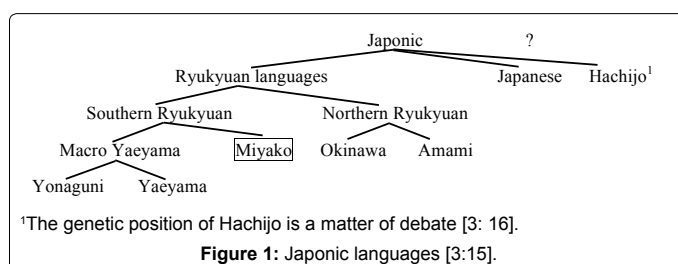 Japonic ?
Ryukyuan languages Japanese Hachijo¹
Southern Ryukyuan Northern Ryukyuan
Macro Yaeyama Miyako Okinawa Amami
Yonaguni Yaeyama
¹The genetic position of Hachijo is a matter of debate [3: 16].
Figure 1: Japonic languages [3:15].